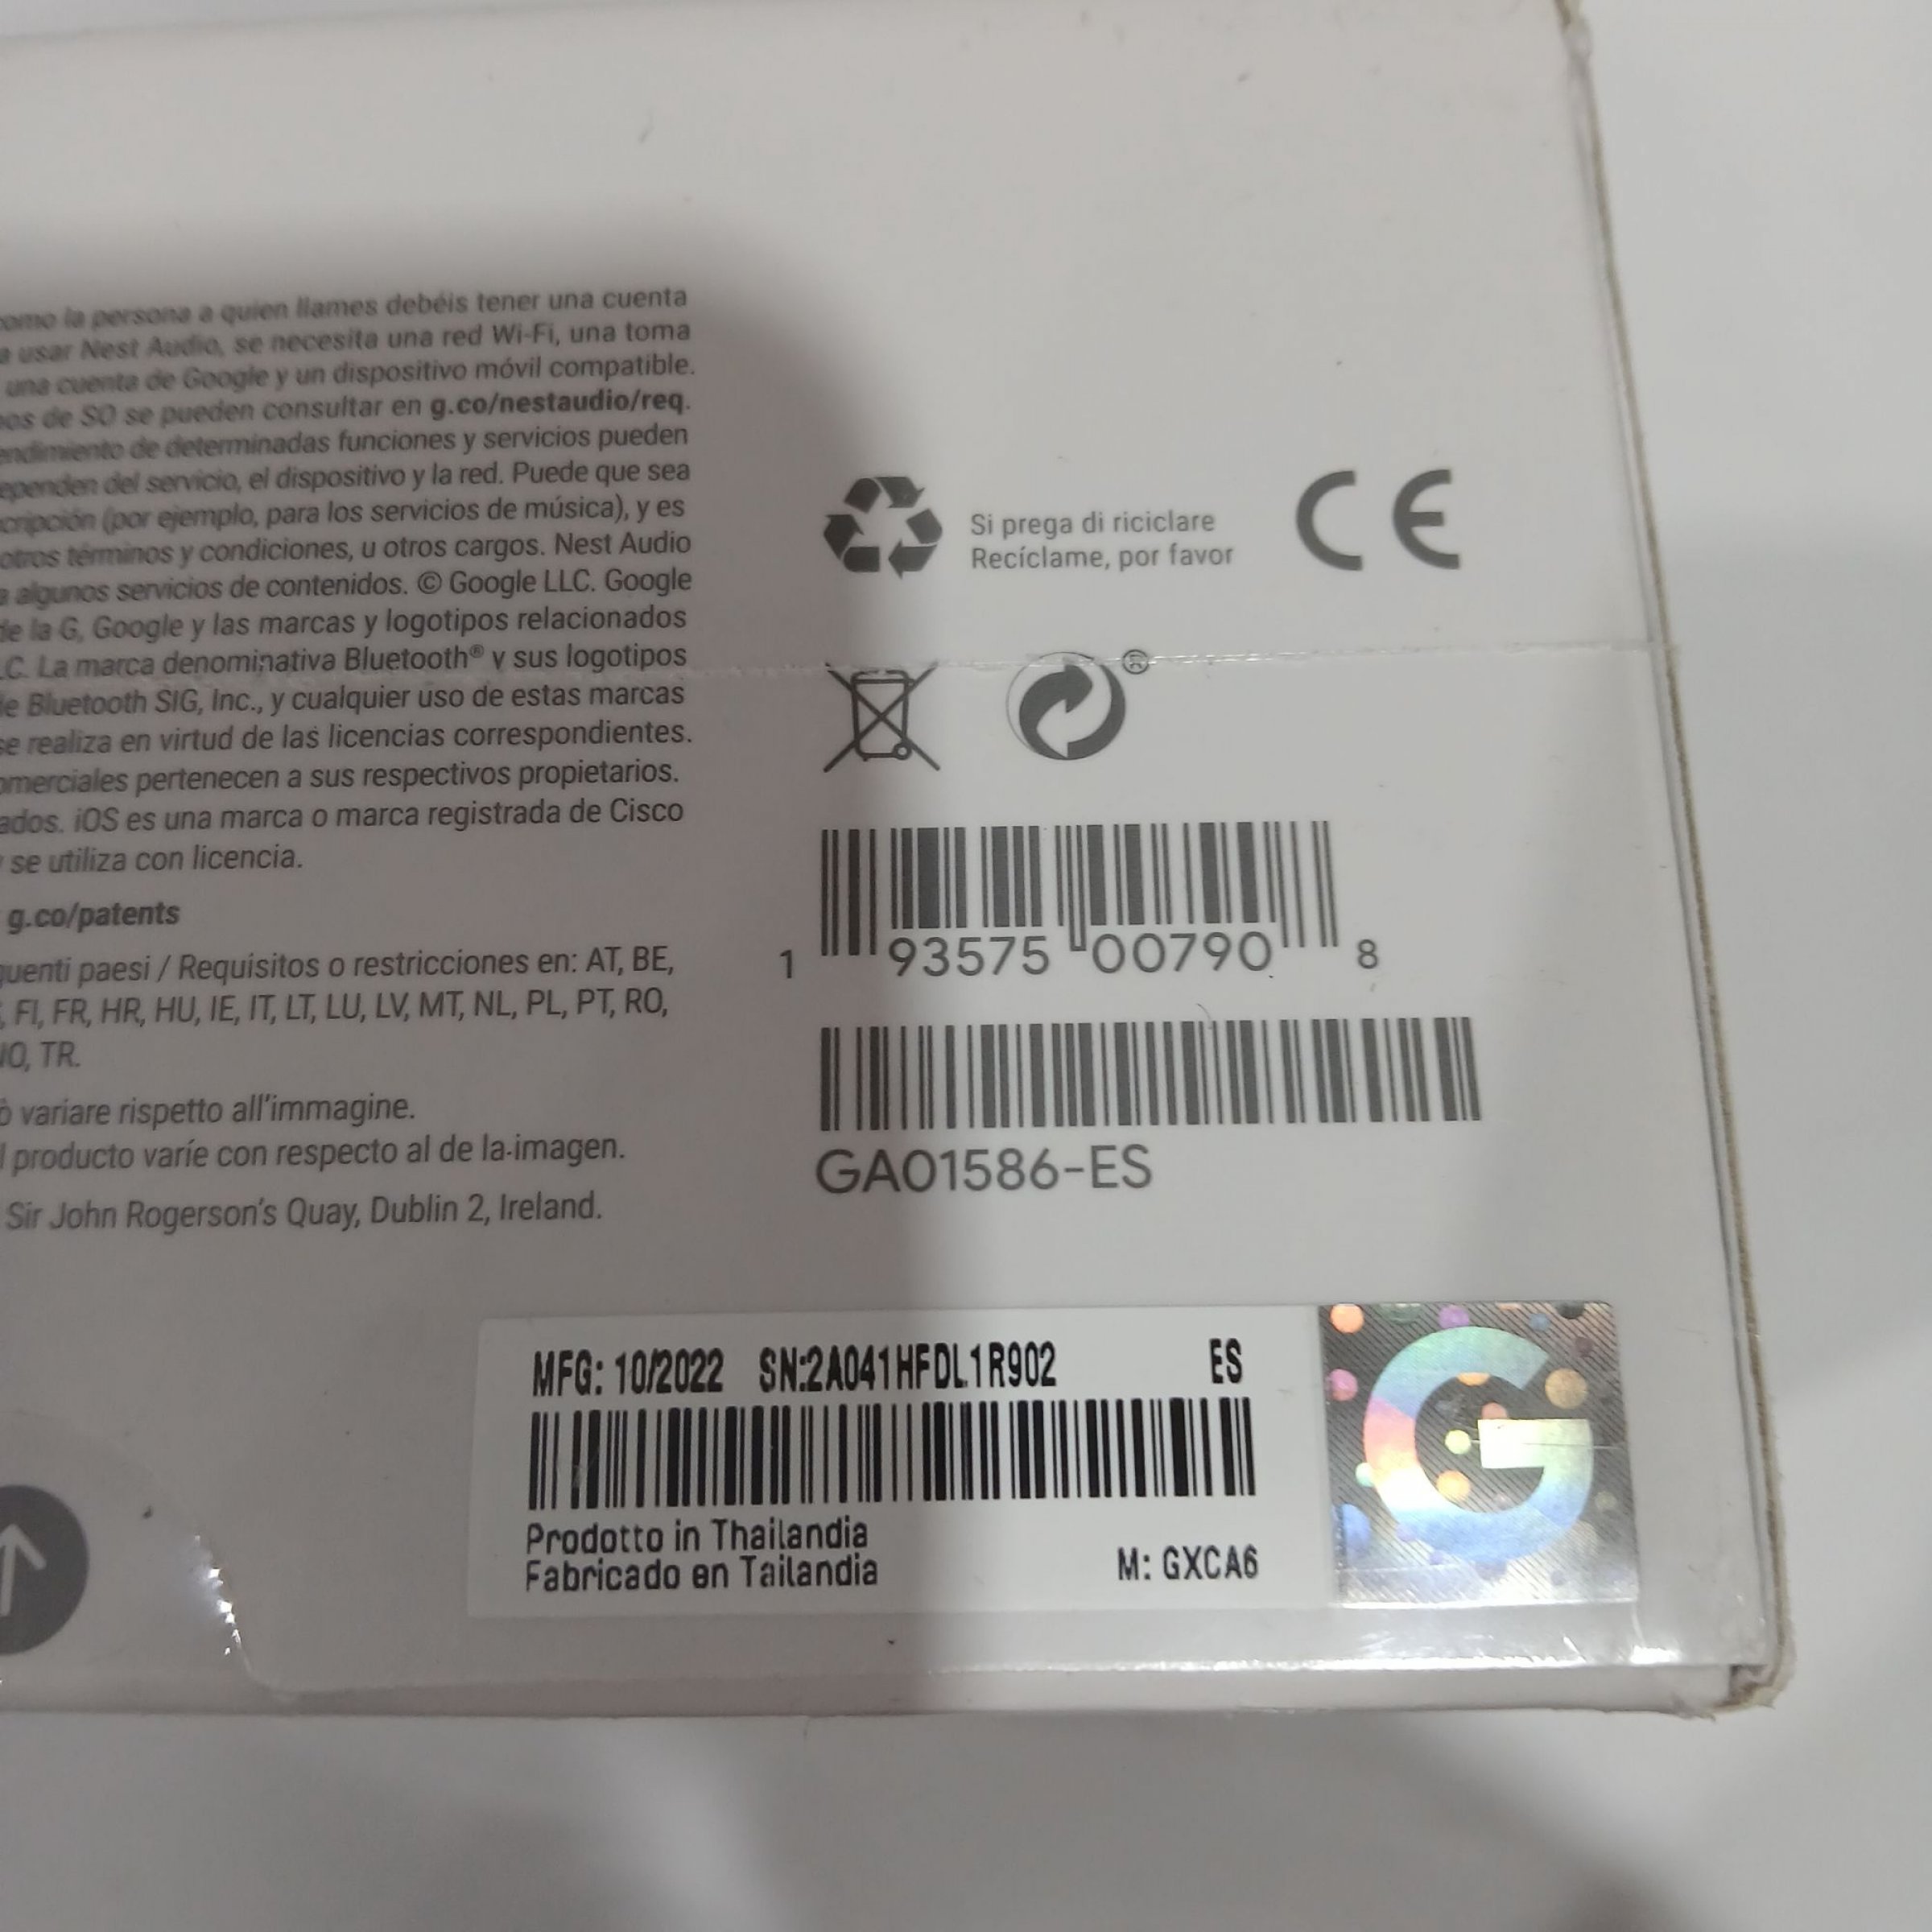 como la persona a quien llames debéis tener una cuenta
a usar Nest Audio, se necesita una red Wi-Fi, una toma
una cuenta de Google y un dispositivo móvil compatible.
de SO se pueden consultar en g.co/nestaudio/req.
de determinadas funciones y servicios pueden
del servicio, el dispositivo y la red. Puede que sea
(por ejemplo, para los servicios de música), y es
otros términos y condiciones, u otros cargos. Nest Audio
a algunos servicios de contenidos. © Google LLC. Google
de la G, Google y las marcas y logotipos relacionados
LC. La marca denominativa Bluetooth® y sus logotipos
de Bluetooth SIG, Inc., y cualquier uso de estas marcas
se realiza en virtud de las licencias correspondientes.
pertenecen a sus respectivos propietarios.
iOS es una marca o marca registrada de Cisco
y se utiliza con licencia.
g.co/patents
paesi / Requisitos o restricciones en: AT, BE,
FI, FR, HR, HU, IE, IT, LT, LU, LV, MT, NL, PL, PT, RO,
NO, TR.
variare rispetto all'immagine.
l producto varíe con respecto al de la imagen.
Sir John Rogerson's Quay, Dublin 2, Ireland.
Si prega di riciclare
Recíclame, por favor
CE
®
1 93575 00790 8
GA01586-ES
MFG: 10/2022 SN:2A041HFDL1R902 ES
Prodotto in Thailandia
Fabricado en Tailandia
M: GXCA6
G